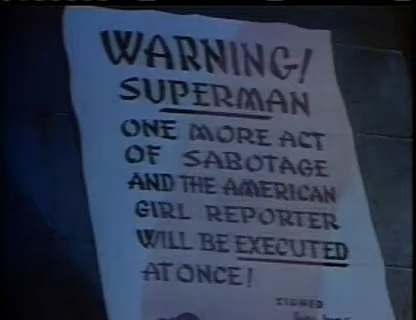 WARNING!
SUPERMAN
ONE MORE ACT
OF SABOTAGE
AND THE AMERICAN
GIRL REPORTER
WILL BE EXECUTED
AT ONCE!
SIGNED